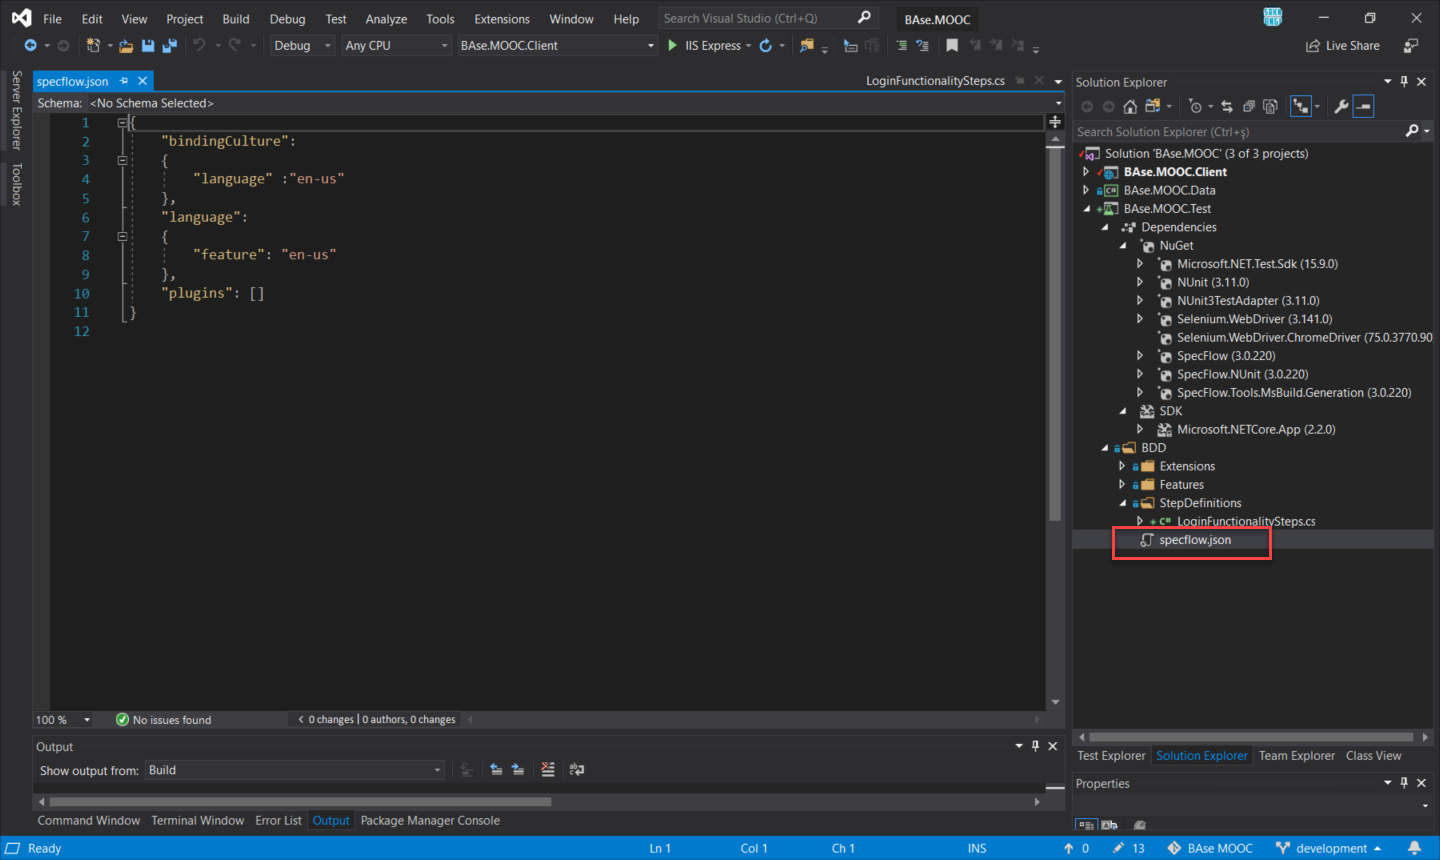 File Edit View Project Build Debug Test Analyze Tools Extensions Window Help Search Visual Studio (Ctrl+Q) BAse.MOOC
Debug Any CPU BAse.MOOC.Client IIS Express Live Share
Server Explorer
Toolbox
specflow.json LoginFunctionalitySteps.cs
Schema: <No Schema Selected>
1 {
2 "bindingCulture":
3 {
4 "language" :"en-us"
5 },
6 "language":
7 {
8 "feature": "en-us"
9 },
10 "plugins": []
11 }
12
100 % No issues found 0 changes | 0 authors, 0 changes
Output
Show output from: Build
Command Window Terminal Window Error List Output Package Manager Console
Solution Explorer
Search Solution Explorer (Ctrl+ş)
Solution 'BAse.MOOC' (3 of 3 projects)
BAse.MOOC.Client
BAse.MOOC.Data
BAse.MOOC.Test
Dependencies
NuGet
Microsoft.NET.Test.Sdk (15.9.0)
NUnit (3.11.0)
NUnit3TestAdapter (3.11.0)
Selenium.WebDriver (3.141.0)
Selenium.WebDriver.ChromeDriver (75.0.3770.90
SpecFlow (3.0.220)
SpecFlow.NUnit (3.0.220)
SpecFlow.Tools.MsBuild.Generation (3.0.220)
SDK
Microsoft.NETCore.App (2.2.0)
BDD
Extensions
Features
StepDefinitions
C# LoginFunctionalitySteps.cs
specflow.json
Test Explorer Solution Explorer Team Explorer Class View
Properties
Ready Ln 1 Col 1 Ch 1 INS 0 13 BAse MOOC development